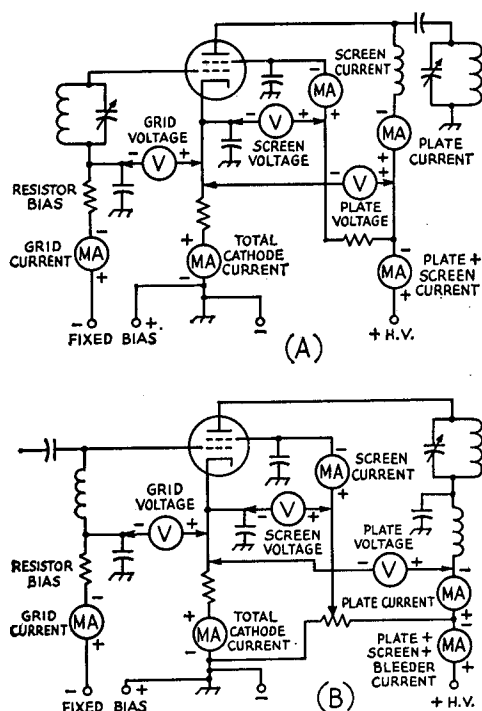 SCREEN
CURRENT
MA
MA
GRID
VOLTAGE
V
V
SCREEN
VOLTAGE
PLATE
CURRENT
V
PLATE
VOLTAGE
RESISTOR
BIAS
GRID
CURRENT
MA
MA
TOTAL
CATHODE
CURRENT
MA
PLATE +
SCREEN
CURRENT
FIXED BIAS
(A)
+ H.V.
MA
SCREEN
CURRENT
GRID
VOLTAGE
V
V
SCREEN
VOLTAGE
PLATE
VOLTAGE
V
RESISTOR
BIAS
MA
PLATE CURRENT
GRID
CURRENT
MA
MA
TOTAL
CATHODE
CURRENT
MA
PLATE +
SCREEN +
BLEEDER
CURRENT
FIXED BIAS
(B)
+ H.V.